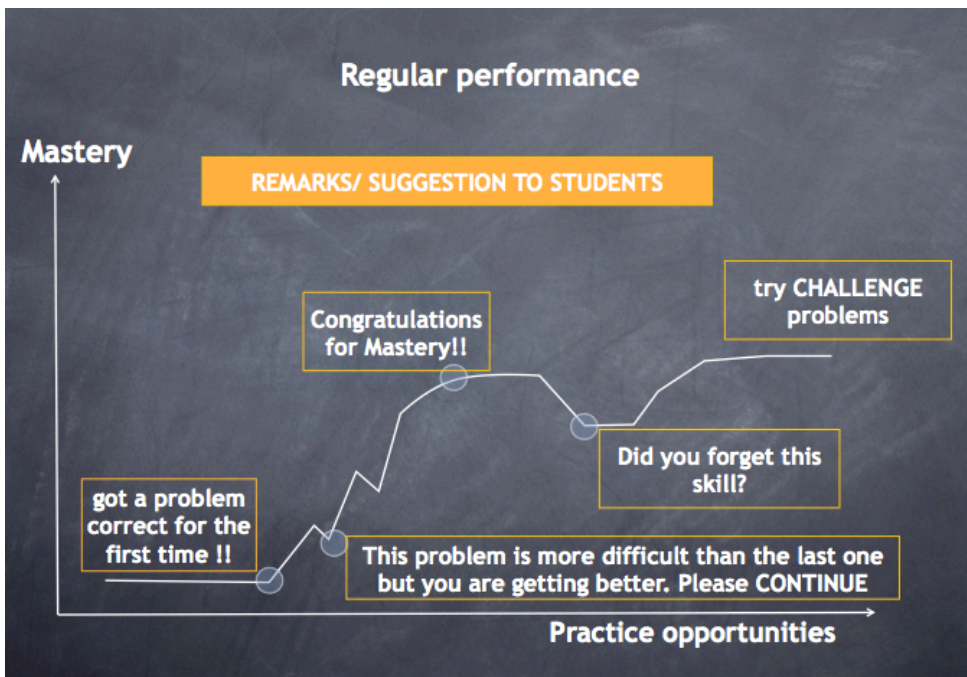 Regular performance
Mastery
REMARKS/ SUGGESTION TO STUDENTS
try CHALLENGE
problems
Congratulations
for Mastery!!
Did you forget this
skill?
got a problem
correct for the
first time !!
This problem is more difficult than the last one
but you are getting better. Please CONTINUE
Practice opportunities